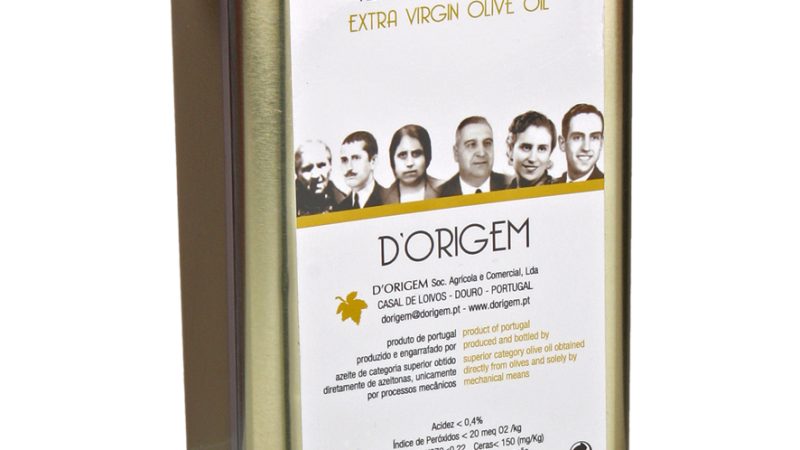 EXTRA VIRGIN OLIVE OIL
D'ORIGEM
D'ORIGEM Soc. Agrícola e Comercial, Lda
CASAL DE LOIVOS - DOURO - PORTUGAL
dorigem@dorigem.pt - www.dorigem.pt
produto de portugal
produzido e engarrafado por
azeite de categoria superior obtido
diretamente de azeitonas, unicamente
por processos mecânicos
product of portugal
produced and bottled by
superior category olive oil obtained
directly from olives and solely by
mechanical means
Acidez < 0,4%
Índice de Peróxidos < 20 meq O2 /kg
<0.22 Ceras< 150 (mg/Kg)